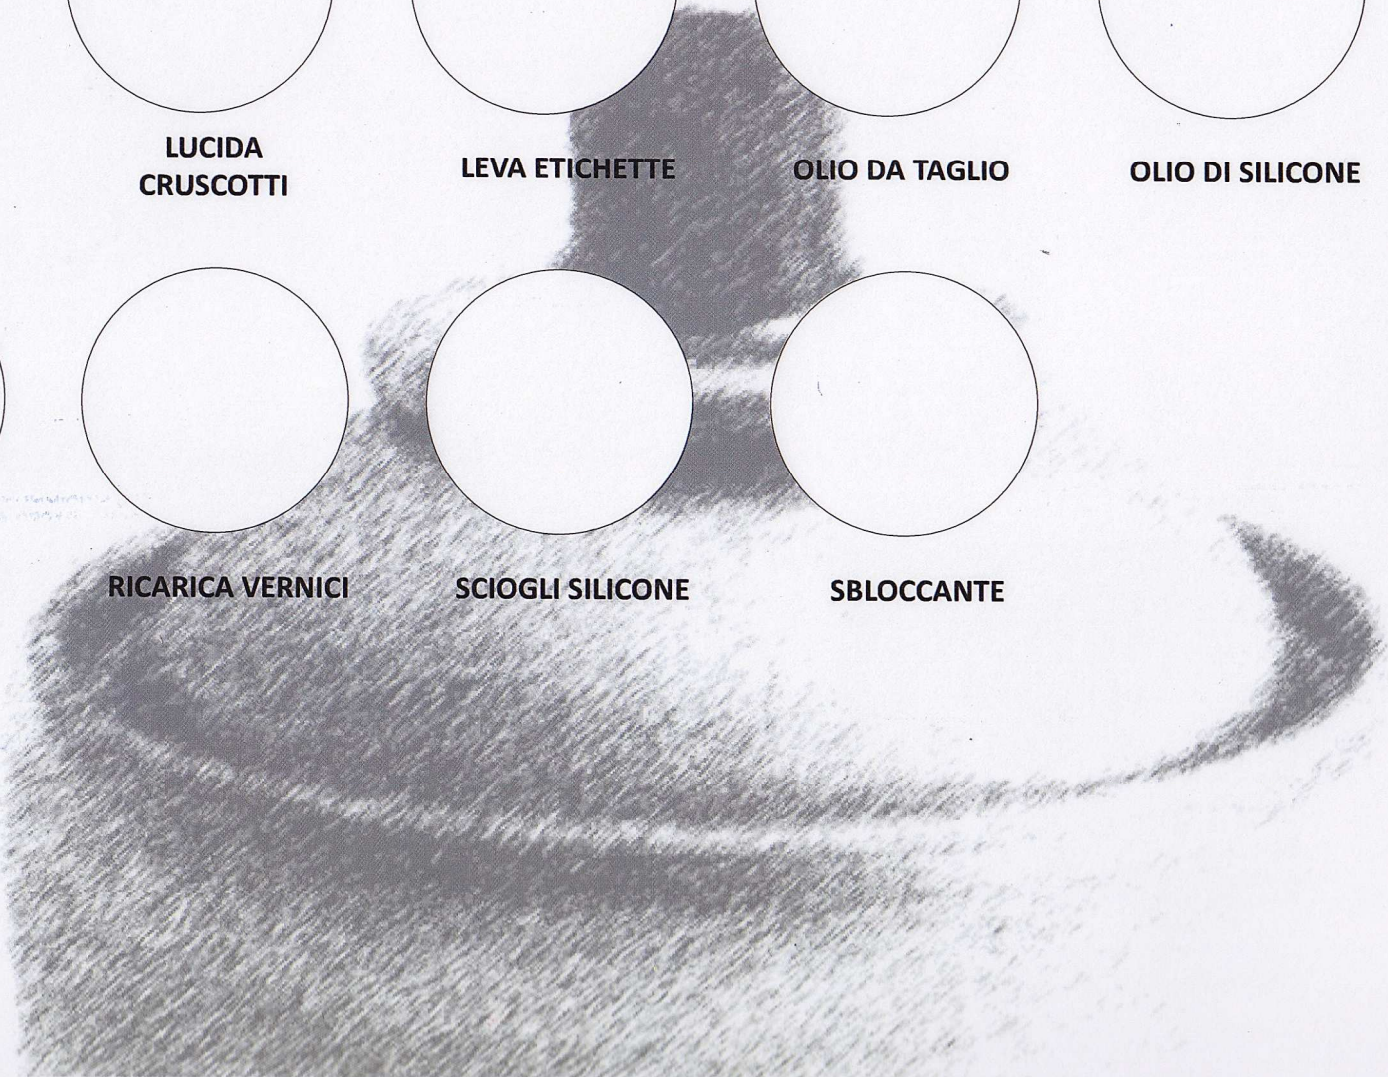 LUCIDA
CRUSCOTTI
LEVA ETICHETTE
OLIO DA TAGLIO
OLIO DI SILICONE
RICARICA VERNICI
SCIOGLI SILICONE
SBLOCCANTE